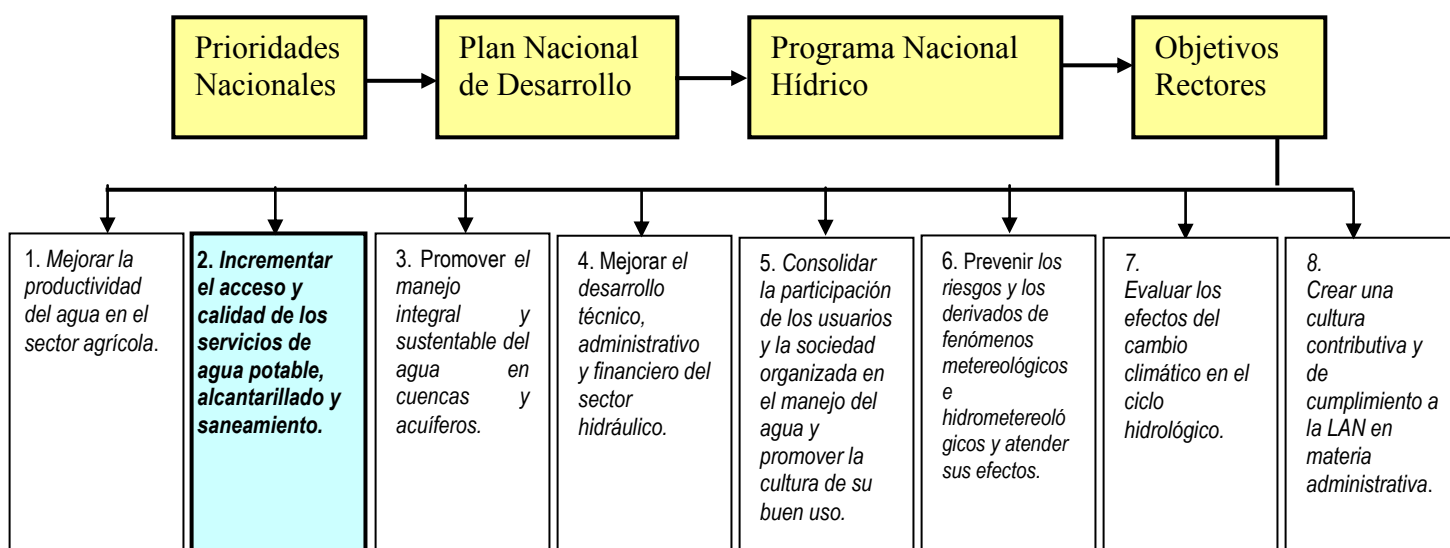 Prioridades
Nacionales
Plan Nacional
de Desarrollo
Programa Nacional
Hídrico
Objetivos
Rectores
1. Mejorar la
productividad
del agua en el
sector agrícola.
2. Incrementar
el acceso y
calidad de los
servicios de
agua potable,
alcantarillado y
saneamiento.
3. Promover el
manejo
integral y
sustentable del
agua en
cuencas y
acuíferos.
4. Mejorar el
desarrollo
técnico,
administrativo
y financiero del
sector
hidráulico.
5. Consolidar
la participación
de los usuarios
y la sociedad
organizada en
el manejo del
agua y
promover la
cultura de su
buen uso.
6. Prevenir los
riesgos y los
derivados de
fenómenos
metereológicos
e
hidrometereoló
gicos y atender
sus efectos.
7.
Evaluar los
efectos del
cambio
climático en el
ciclo
hidrológico.
8.
Crear una
cultura
contributiva y
de
cumplimiento a
la LAN en
materia
administrativa.